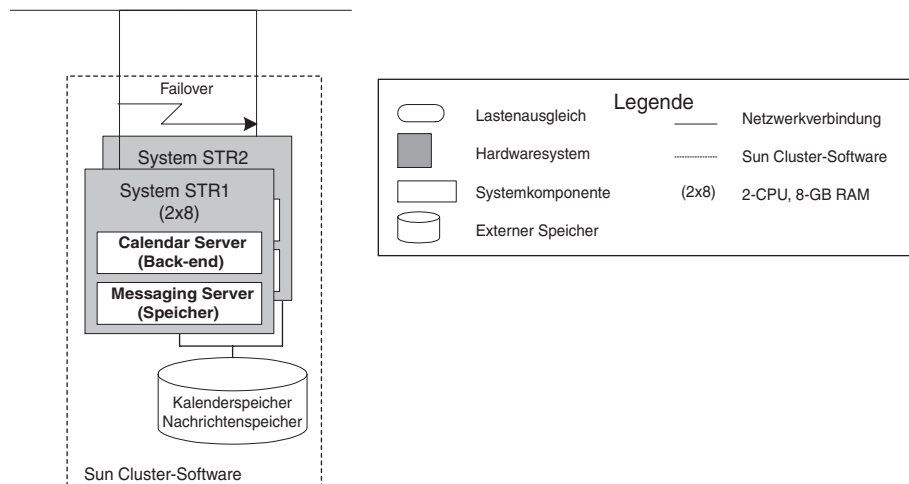 Failover
System STR2
System STR1
(2x8)
Calendar Server
(Back-end)
Messaging Server
(Speicher)
Kalenderspeicher
Nachrichtenspeicher
Sun Cluster-Software
Legende
Lastenausgleich
Hardwaresystem
Systemkomponente
Externer Speicher
Netzwerkverbindung
Sun Cluster-Software
(2x8) 2-CPU, 8-GB RAM